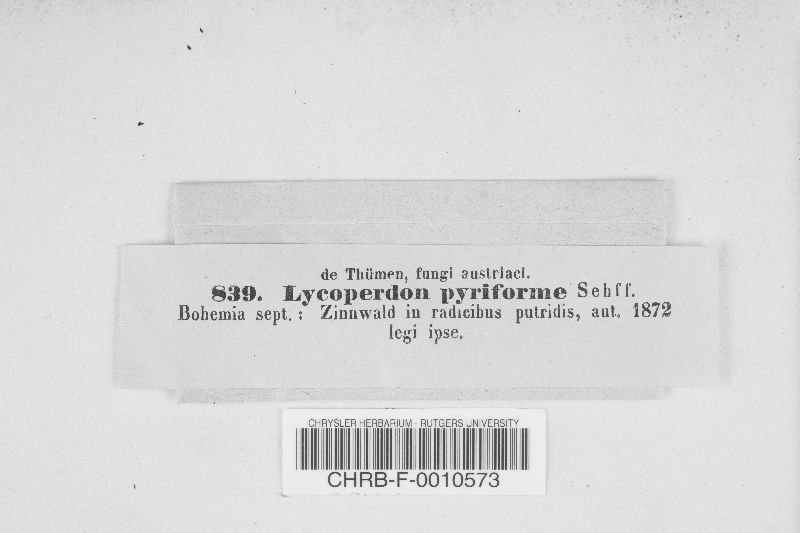 de Thümen, fungi austriaci.
839. Lycoperdon pyriforme Schff.
Bohemia sept.: Zinnwald in radicibus putridis, aut. 1872
legi ipse.
CHRYSLER HERBARIUM - RUTGERS UNIVERSITY
CHRB-F-0010573